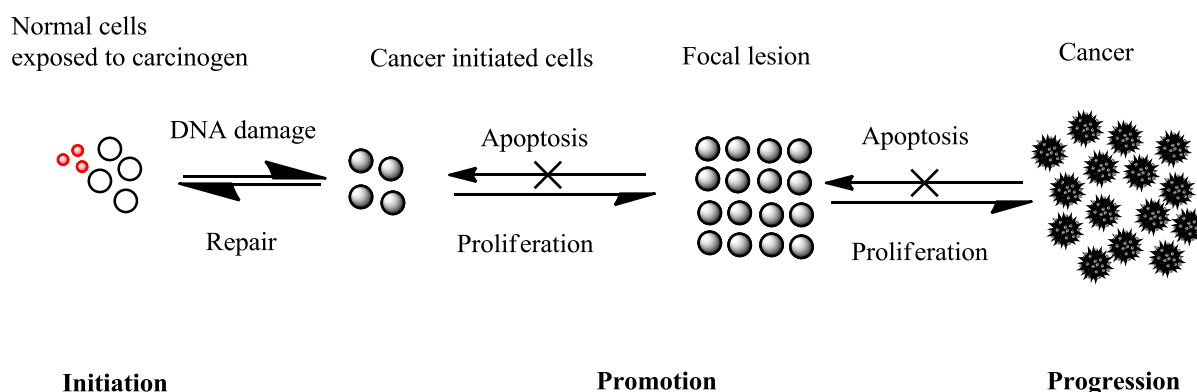 Normal cells
exposed to carcinogen
Cancer initiated cells
Focal lesion
Cancer
DNA damage
Repair
Apoptosis
Proliferation
Apoptosis
Proliferation
Initiation
Promotion
Progression